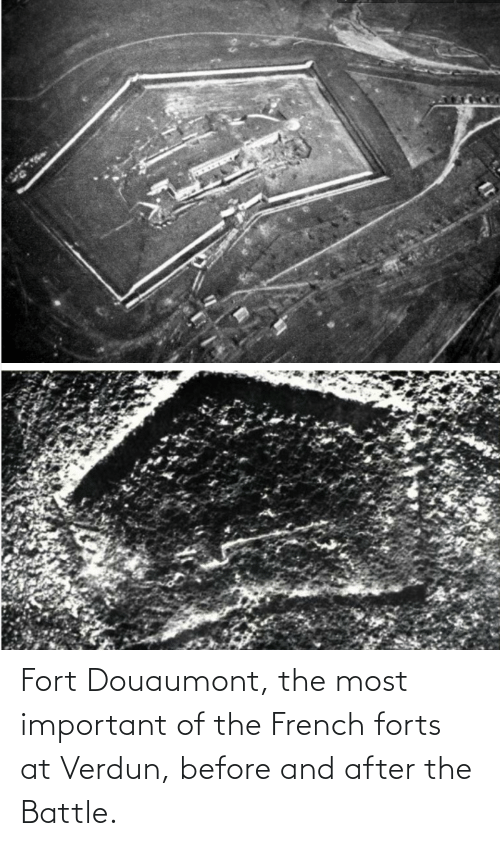 Fort Douaumont, the most
important of the French forts
at Verdun, before and after the
Battle.